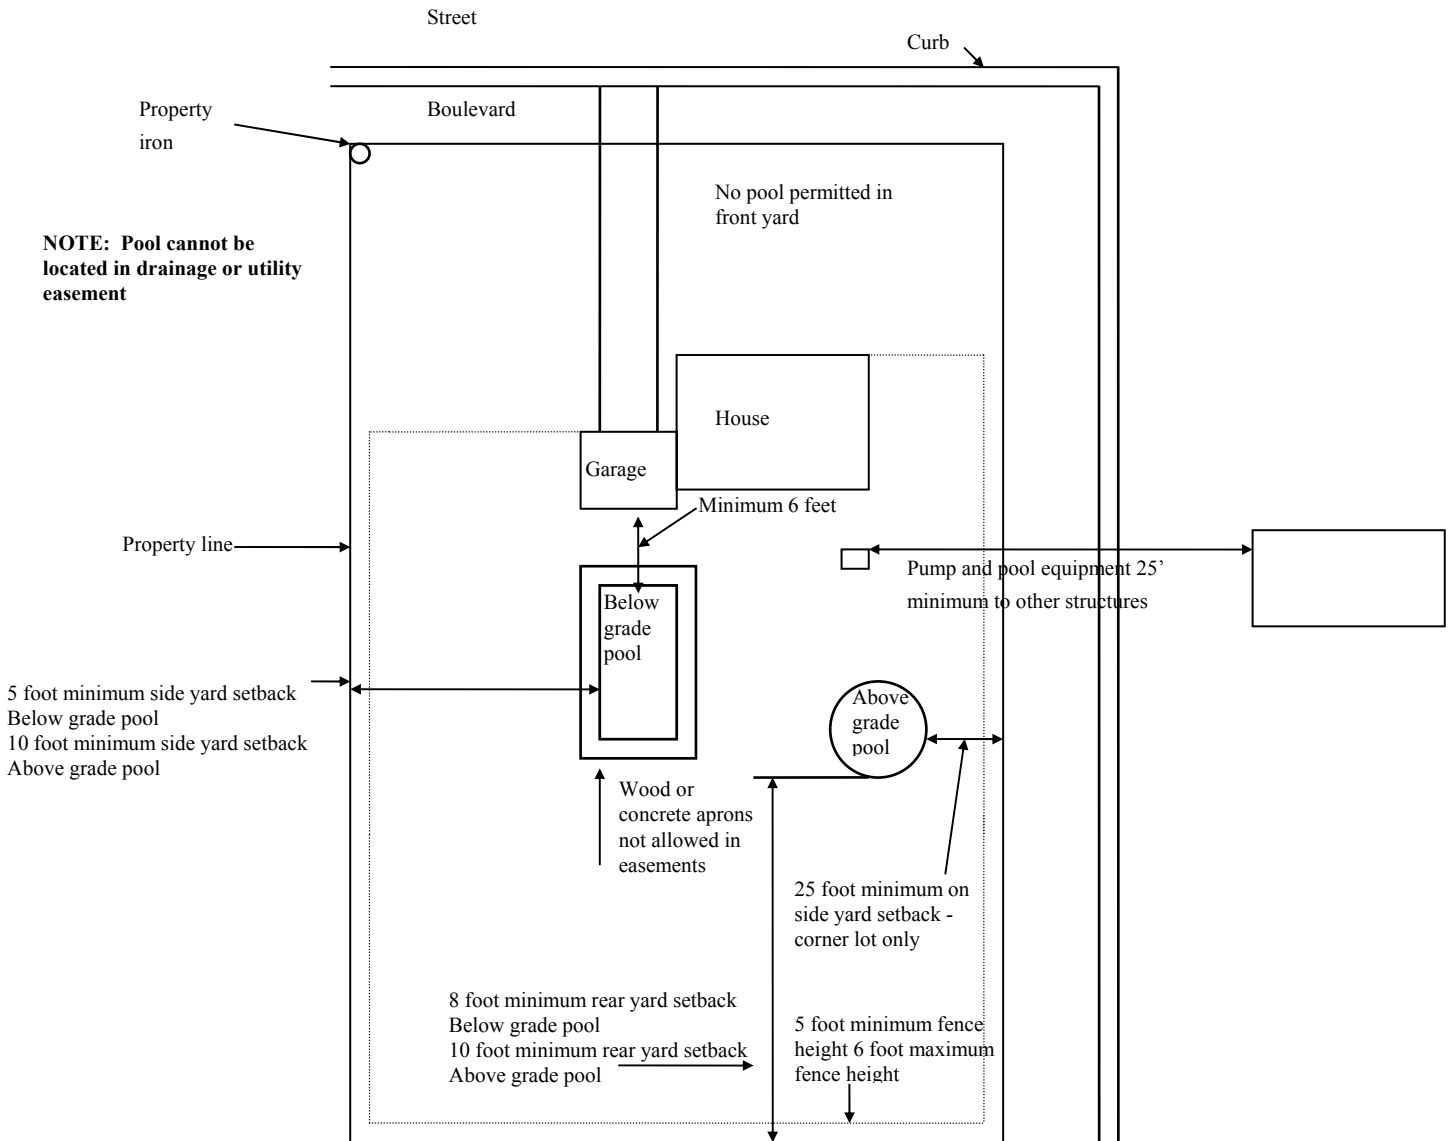 Street
Curb
Property
iron
Boulevard
No pool permitted in
front yard
NOTE: Pool cannot be
located in drainage or utility
easement
House
Garage
Minimum 6 feet
Property line
Pump and pool equipment 25’
minimum to other structures
Below
grade
pool
5 foot minimum side yard setback
Below grade pool
10 foot minimum side yard setback
Above grade pool
Above
grade
pool
Wood or
concrete aprons
not allowed in
easements
25 foot minimum on
side yard setback -
corner lot only
8 foot minimum rear yard setback
Below grade pool
10 foot minimum rear yard setback
Above grade pool
5 foot minimum fence
height 6 foot maximum
fence height